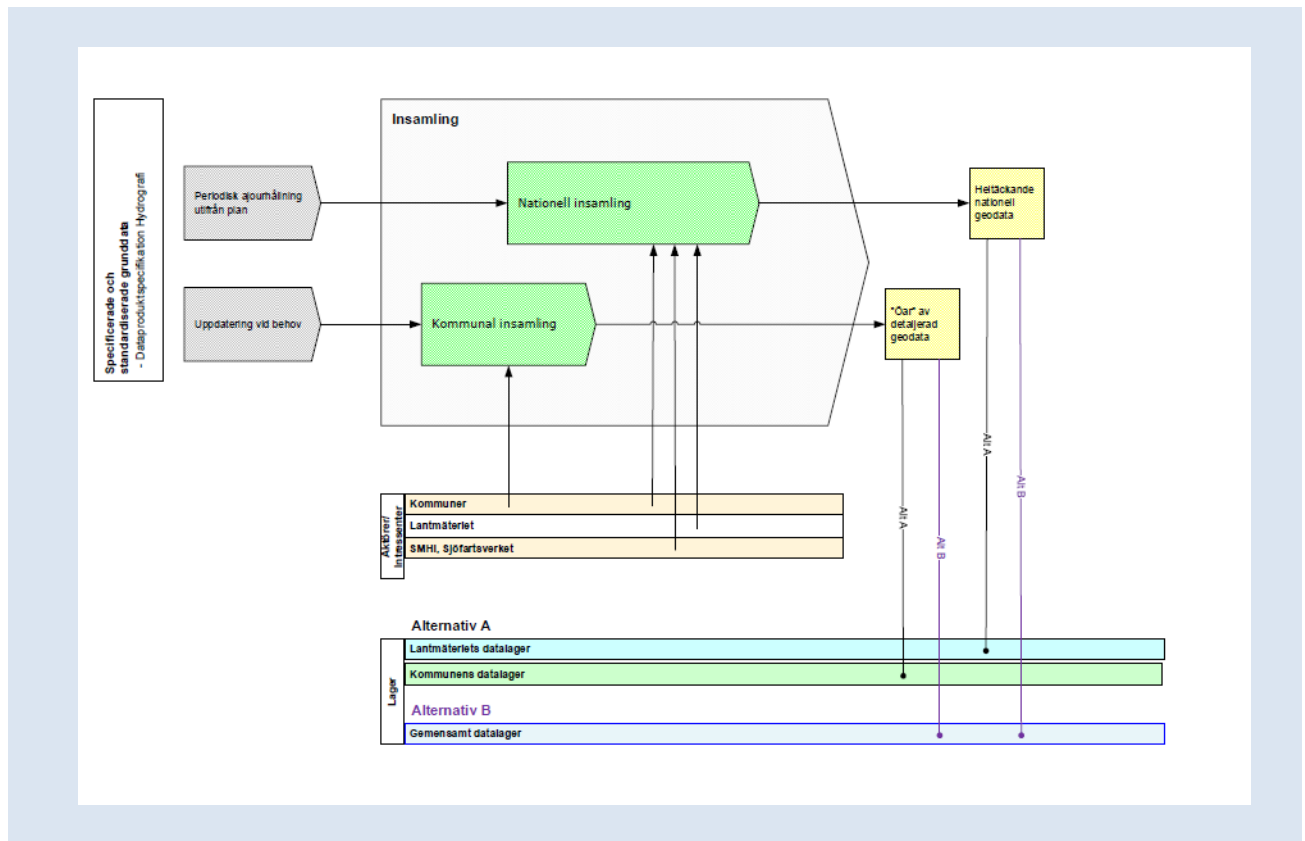 Specificerade och
standardiserade grunddata
- Dataproduktspecifikation Hydrografi
Insamling
Periodisk ajourhållning
utifrån plan
Nationell insamling
Heltäckande
nationell
geodata
Uppdatering vid behov
Kommunal insamling
"Öar" av
detaljerad
geodata
Alt A
Alt B
Alt A
Alt B
Aktörer/
Intressenter
Kommuner
Lantmäteriet
SMHI, Sjöfartsverket
Lager
Alternativ A
Lantmäteriets datalager
Kommunens datalager
Alternativ B
Gemensamt datalager